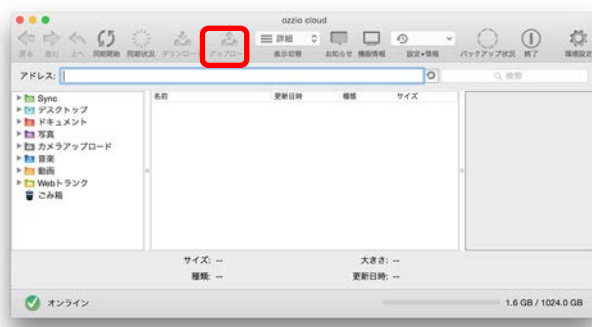 ozzio cloud
戻る 進む 上へ 同期開始 同期状況 ダウンロード アップロー 詳細 表示切替 お知らせ 機器情報 設定・情報 バックアップ状況 終了 環境設定
アドレス: 検索
名前 更新日時 種類 サイズ
Sync
デスクトップ
ドキュメント
写真
カメラアップロード
音楽
動画
Webトランク
ごみ箱
サイズ: -- 大きさ: --
種類: -- 更新日時: --
オンライン 1.6 GB / 1024.0 GB